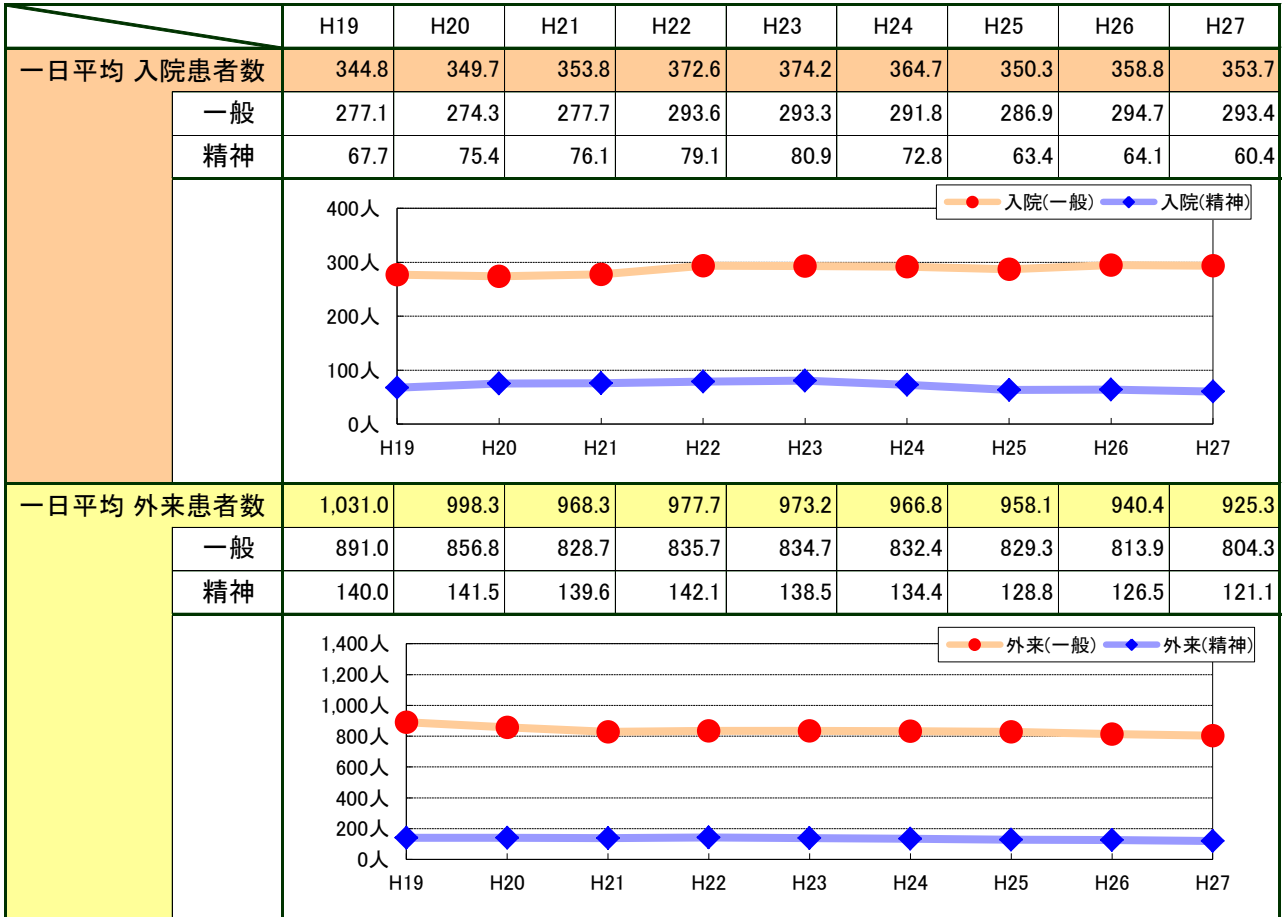 H19 H20 H21 H22 H23 H24 H25 H26 H27
一日平均 入院患者数 344.8 349.7 353.8 372.6 374.2 364.7 350.3 358.8 353.7
一般 277.1 274.3 277.7 293.6 293.3 291.8 286.9 294.7 293.4
精神 67.7 75.4 76.1 79.1 80.9 72.8 63.4 64.1 60.4
入院(一般) 入院(精神)
400人
300人
200人
100人
0人
H19 H20 H21 H22 H23 H24 H25 H26 H27
一日平均 外来患者数 1,031.0 998.3 968.3 977.7 973.2 966.8 958.1 940.4 925.3
一般 891.0 856.8 828.7 835.7 834.7 832.4 829.3 813.9 804.3
精神 140.0 141.5 139.6 142.1 138.5 134.4 128.8 126.5 121.1
外来(一般) 外来(精神)
1,400人
1,200人
1,000人
800人
600人
400人
200人
0人
H19 H20 H21 H22 H23 H24 H25 H26 H27